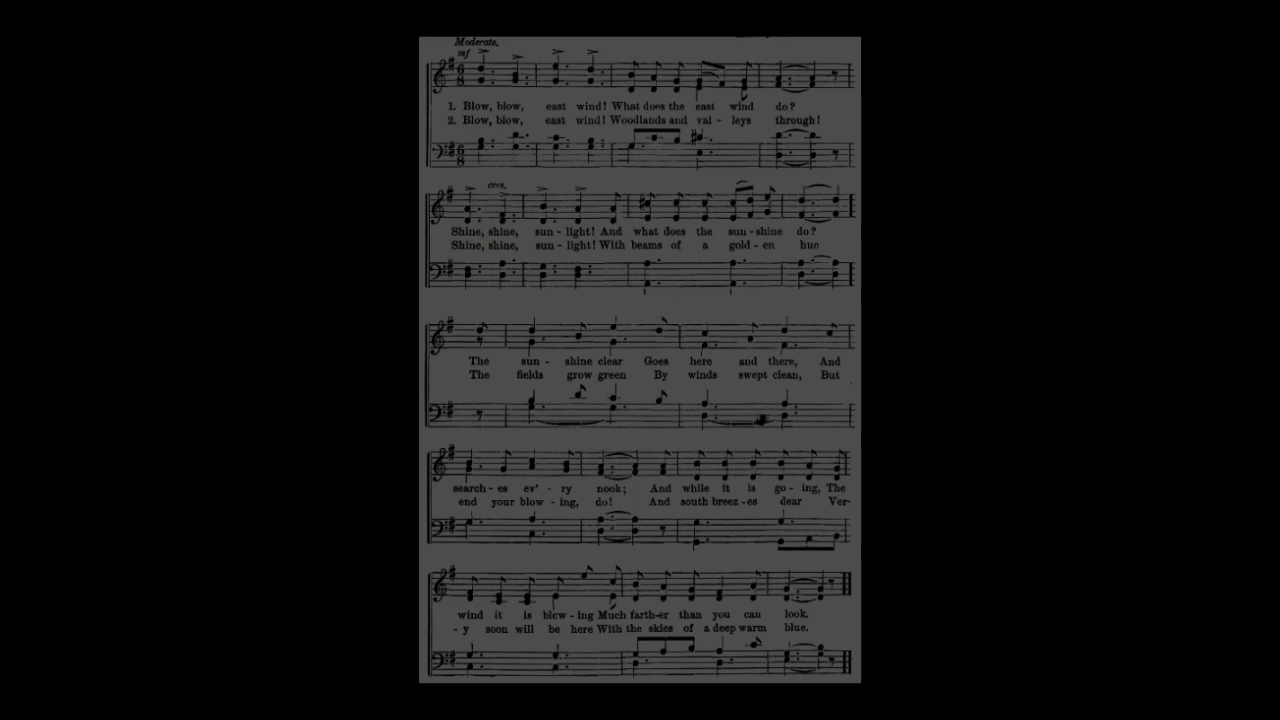 Moderato.
mf
1. Blow, blow, east wind! What does the east wind do?
2. Blow, blow, east wind! Woodlands and val - leys through!
cres.
Shine, shine, sun - light! And what does the sun - shine do?
Shine, shine, sun - light! With beams of a gold - en hue
The sun - shine clear Goes here and there, And
The fields grow green By winds swept clean, But
search - es ev' - ry nook; And while it is go - ing, The
end your blow - ing, do! And south breez - es dear Ver-
wind it is blow - ing Much farth-er than you can look.
- y soon will be here With the skies of a deep warm blue.